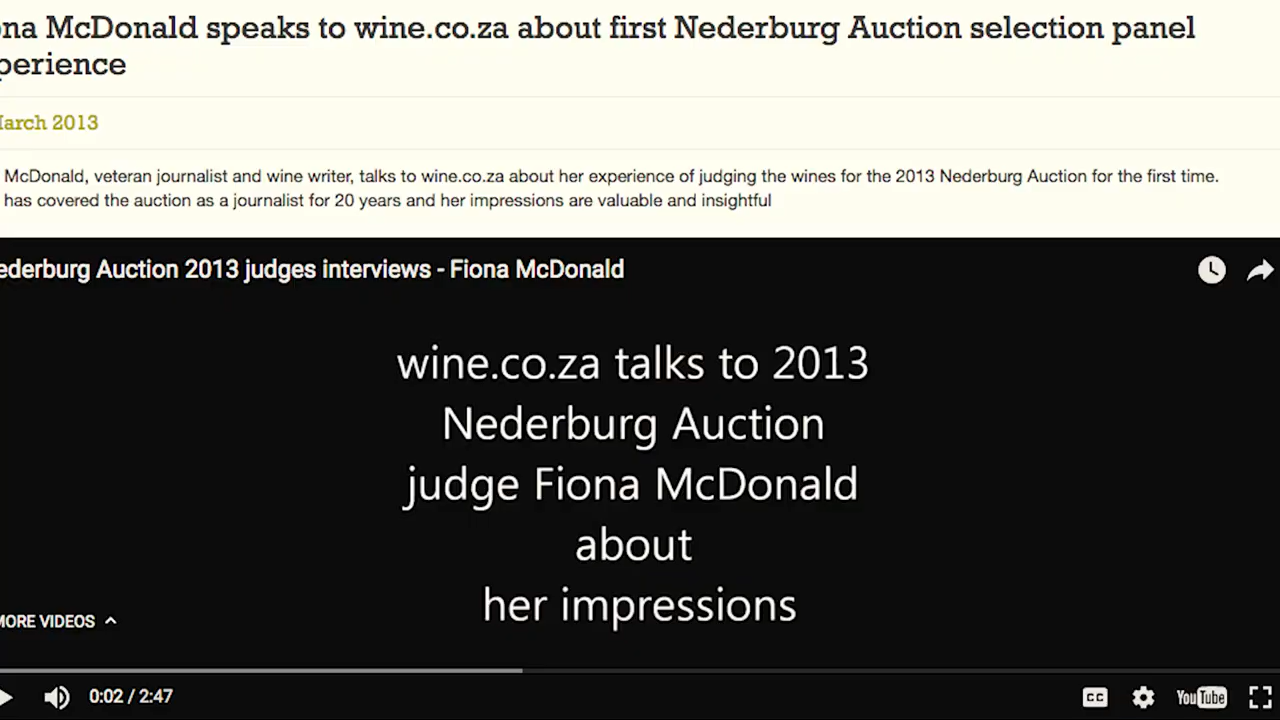 na McDonald speaks to wine.co.za about first Nederburg Auction selection panel
perience
arch 2013
McDonald, veteran journalist and wine writer, talks to wine.co.za about her experience of judging the wines for the 2013 Nederburg Auction for the first time.
has covered the auction as a journalist for 20 years and her impressions are valuable and insightful
ederburg Auction 2013 judges interviews - Fiona McDonald
wine.co.za talks to 2013
Nederburg Auction
judge Fiona McDonald
about
her impressions
MORE VIDEOS
0:02 / 2:47
CC
YouTube